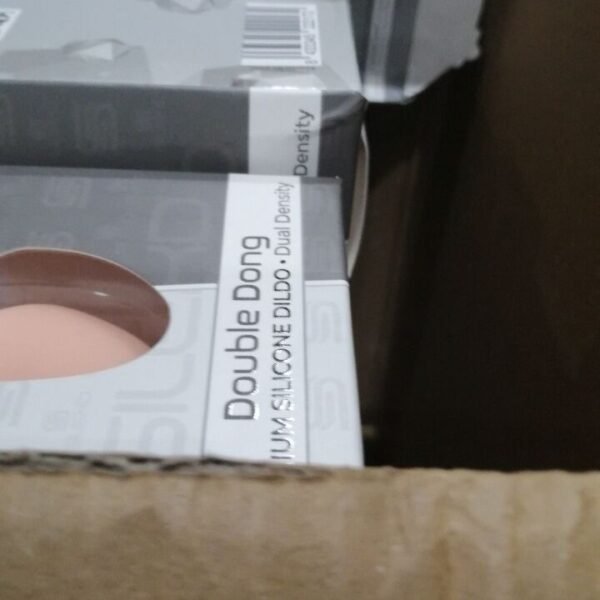 Density
Double Dong
IUM SILICONE DILDO • Dual Density